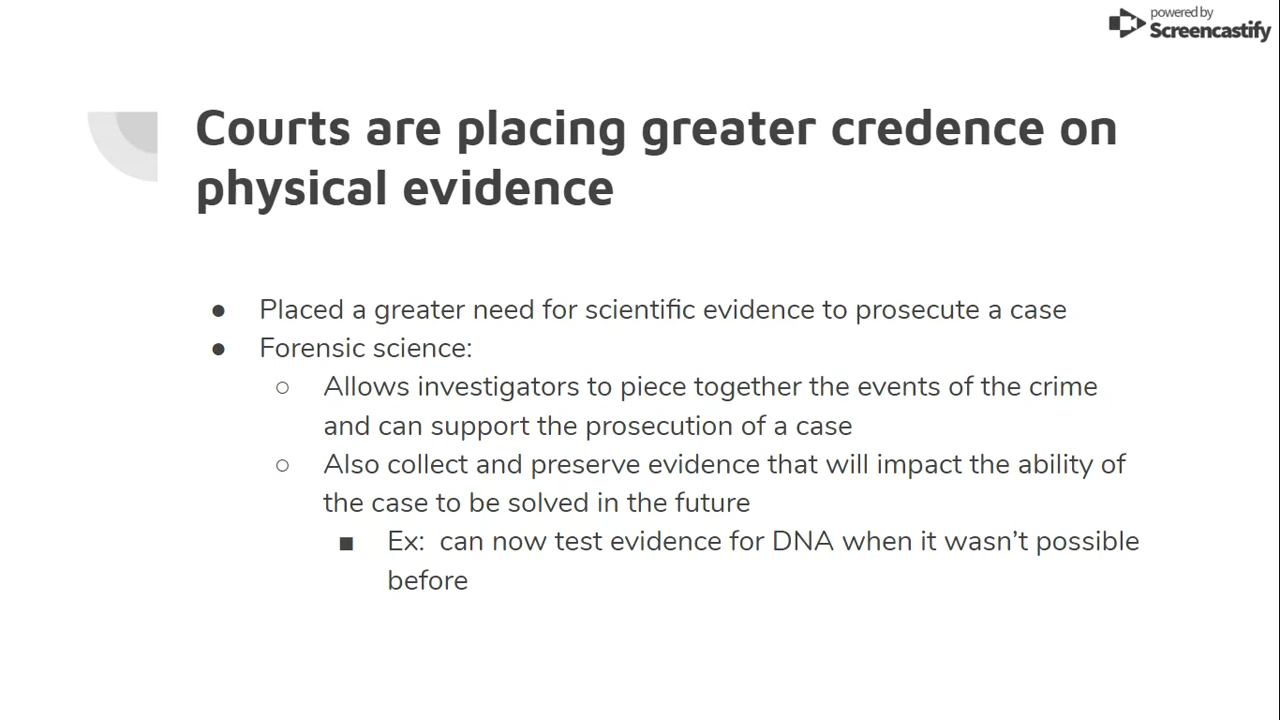 powered by
Screencastify
Courts are placing greater credence on
physical evidence
● Placed a greater need for scientific evidence to prosecute a case
● Forensic science:
○ Allows investigators to piece together the events of the crime
and can support the prosecution of a case
○ Also collect and preserve evidence that will impact the ability of
the case to be solved in the future
■ Ex:  can now test evidence for DNA when it wasn’t possible
before